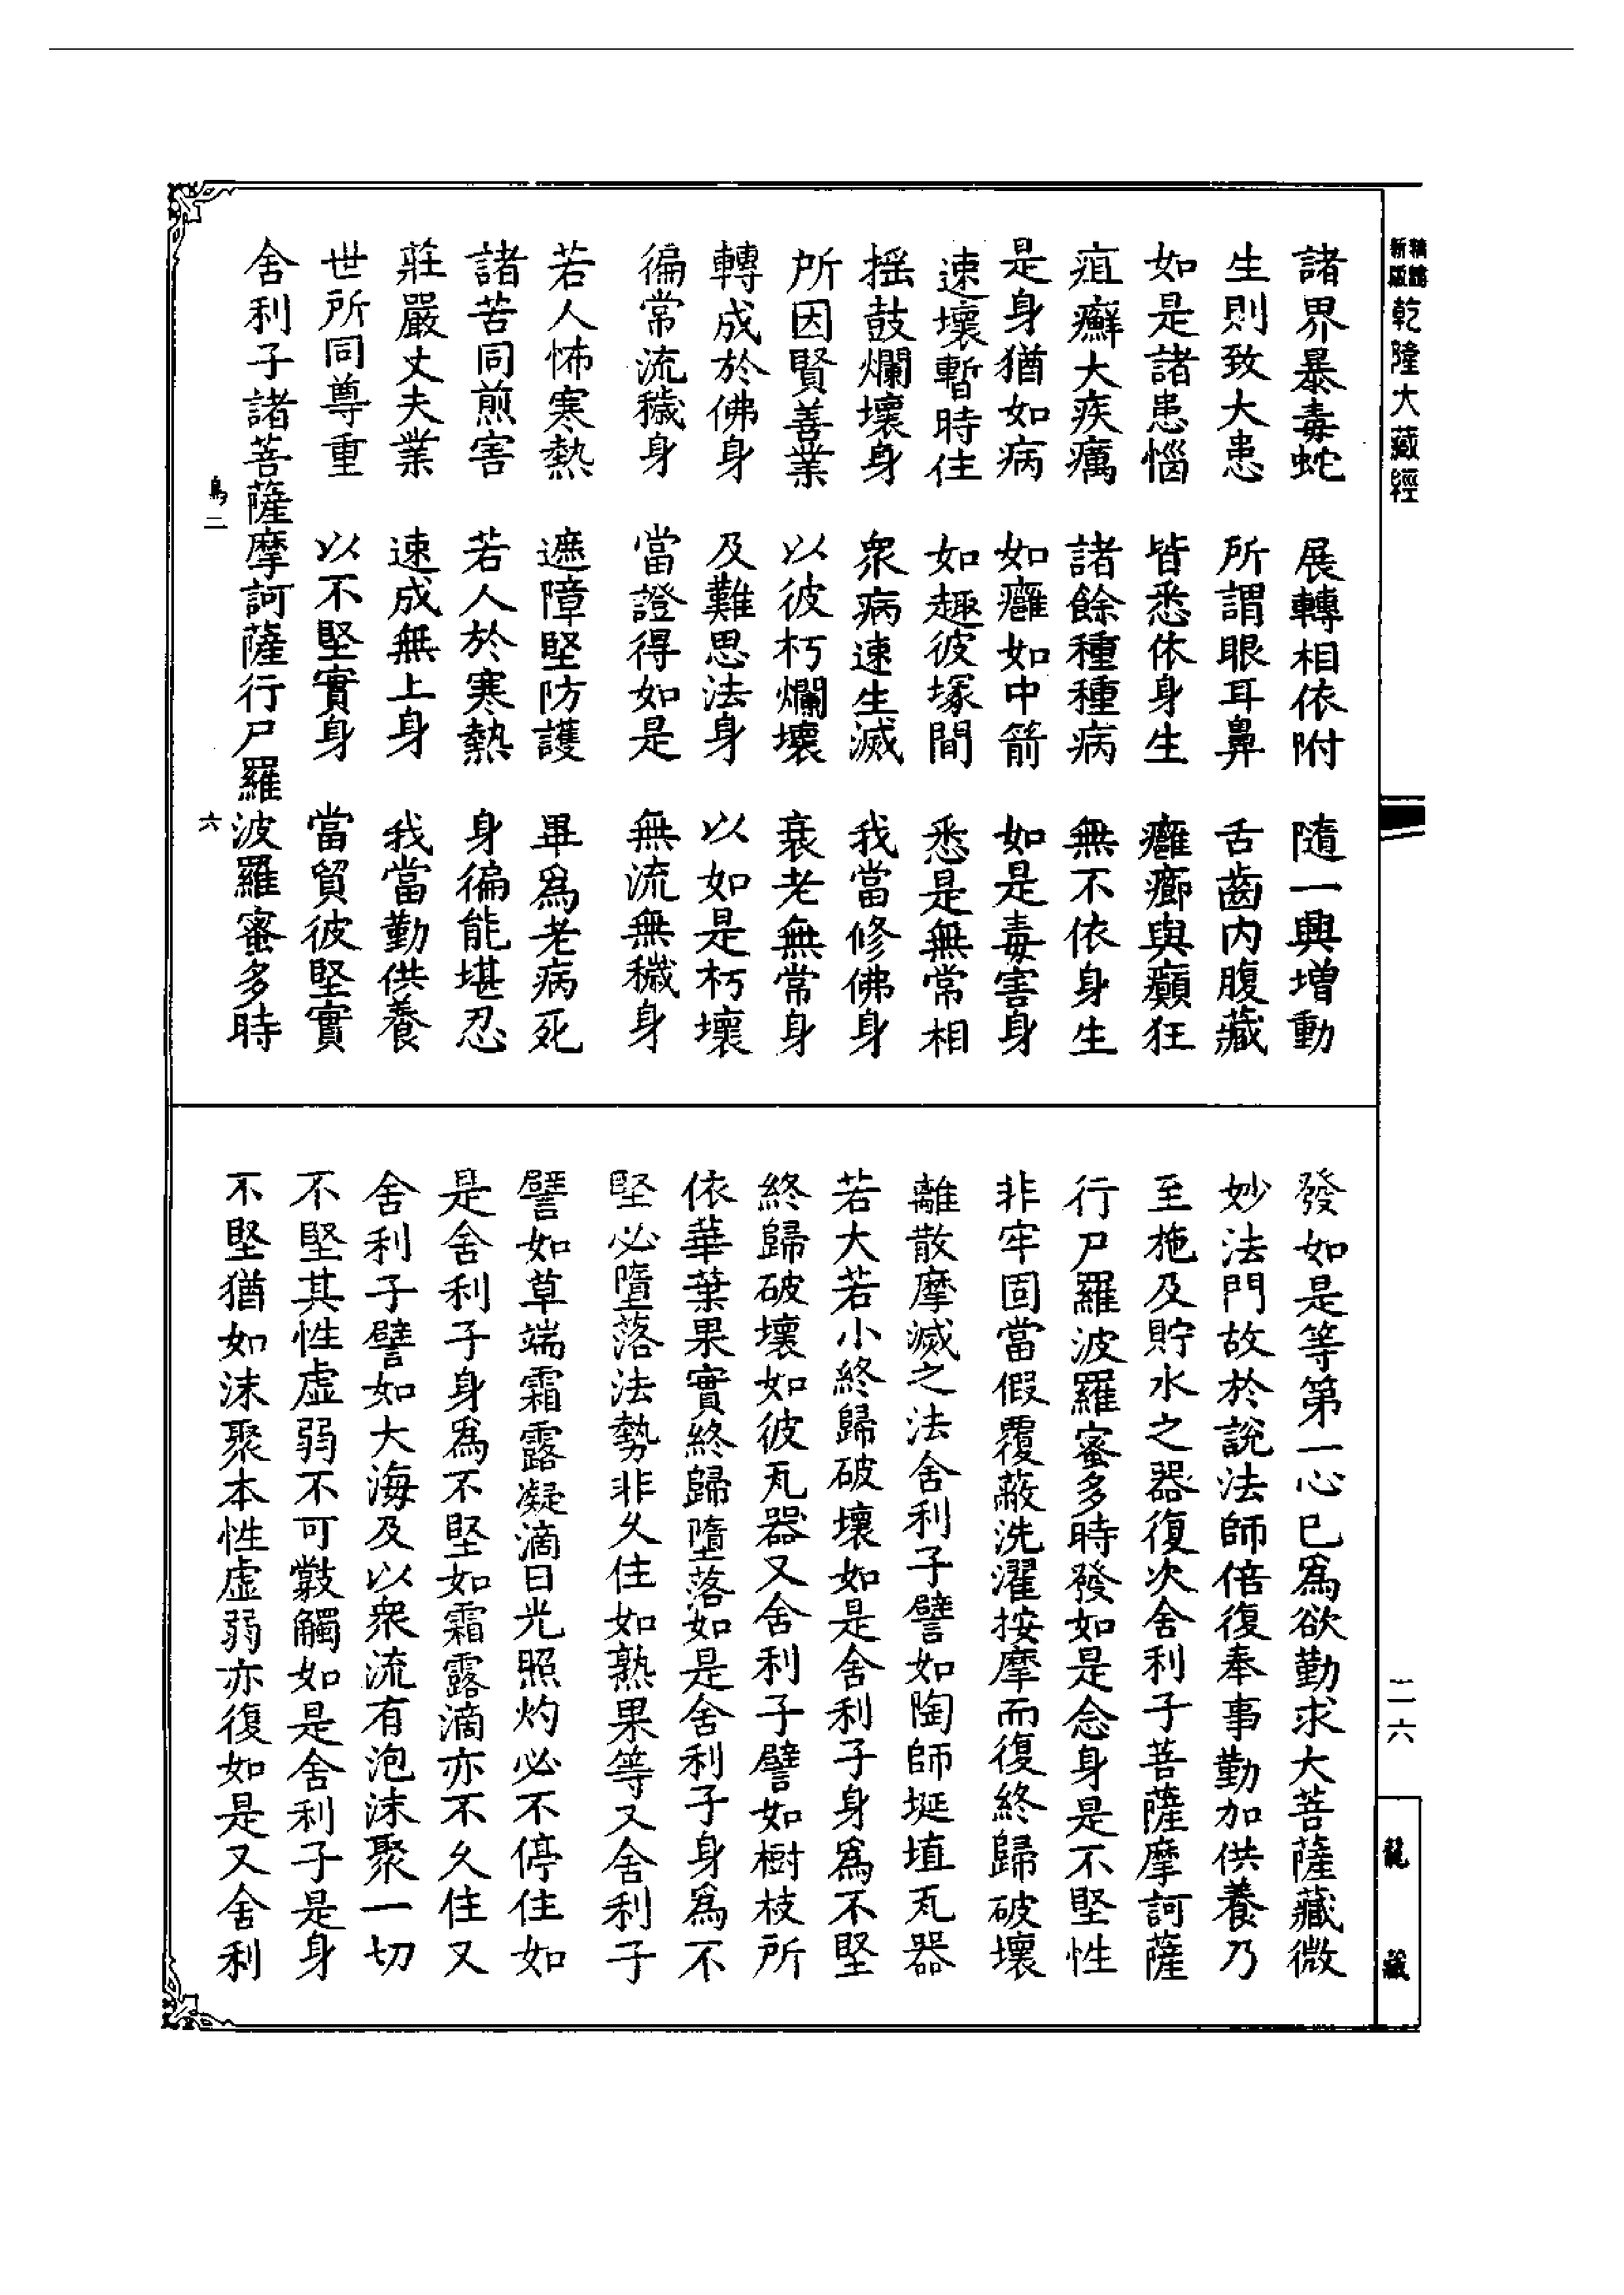 乾隆大藏經
諸界暴毒蛇　展轉相依附　隨一興增動
生則致大患　所謂眼耳鼻　舌齒內腹藏
如是諸患惱　皆悉依身生　癰癤與癲狂
疽癬大疾癘　諸餘種種病　無不依身生
是身猶如病　如癰如中箭　如是毒害身
速壞暫時住　如趣彼塚間　悉是無常相
搖鼓爛壞身　眾病速生滅　我當修佛身
所因賢善業　以彼朽爛壞　衰老無常身
轉成於佛身　及難思法身　以如是朽壞
徧常流穢身　當證得如是　無流無穢身
若人怖寒熱　遮障堅防護　畢爲老病死
諸苦同煎害　若人於寒熱　身徧能堪忍
莊嚴丈夫業　速成無上身　我當勤供養
世所同尊重　以不堅實身　當貿彼堅實
舍利子諸菩薩摩訶薩行尸羅波羅蜜多時
六
發如是等第一心已爲欲勤求大菩薩藏微
妙法門故於說法師倍復奉事勤加供養乃
至施及貯水之器復次舍利子菩薩摩訶薩
行尸羅波羅蜜多時發如是念身是不堅性
非牢固當假覆蔽洗濯按摩而復終歸破壞
離散摩滅之法舍利子譬如陶師埏埴瓦器
若大若小終歸破壞如是舍利子身爲不堅
終歸破壞如彼瓦器又舍利子譬如樹枝所
依華葉果實終歸墮落如是舍利子身爲不
堅必墮落法勢非久住如熟果等又舍利子
譬如草端霜露凝滴日光照灼必不停住如
是舍利子身爲不堅如霜露滴亦不久住又
舍利子譬如大海及以眾流有泡沫聚一切
不堅其性虛弱不可觸如是舍利子是身
不堅猶如沫聚本性虛弱亦復如是又舍利
二六
龍藏